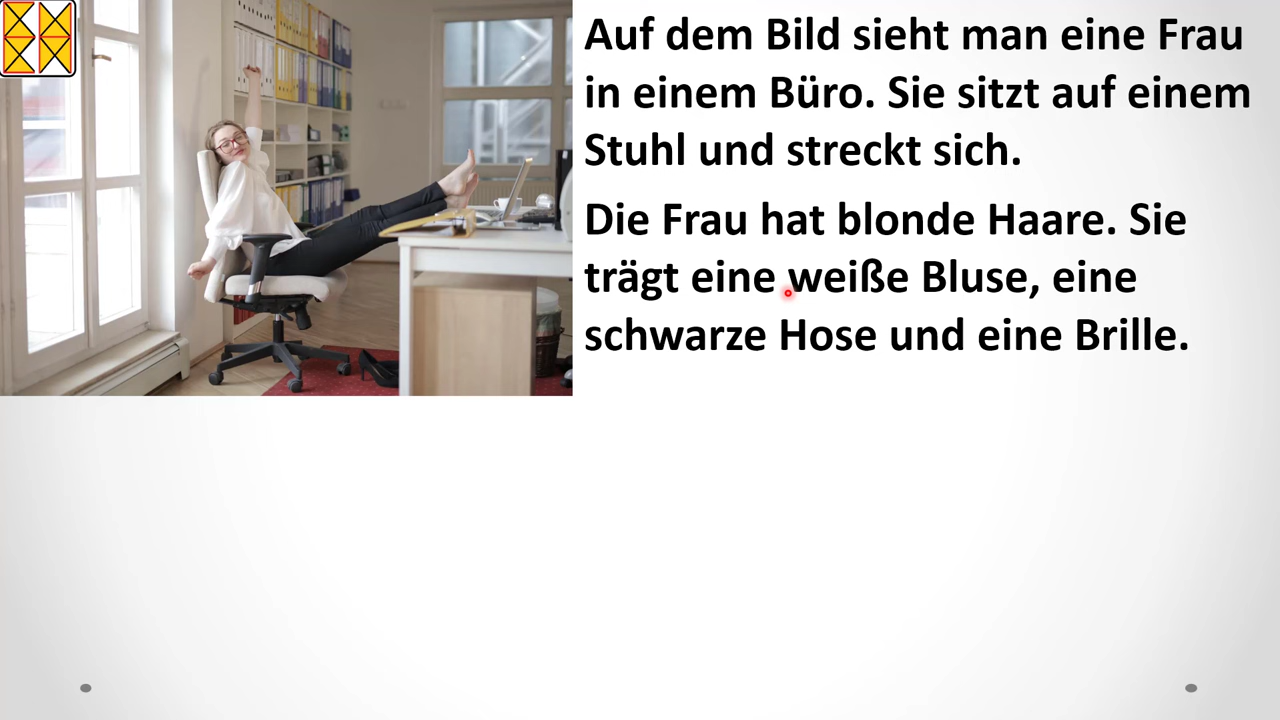 Auf dem Bild sieht man eine Frau
in einem Büro. Sie sitzt auf einem
Stuhl und streckt sich.
Die Frau hat blonde Haare. Sie
trägt eine weiße Bluse, eine
schwarze Hose und eine Brille.